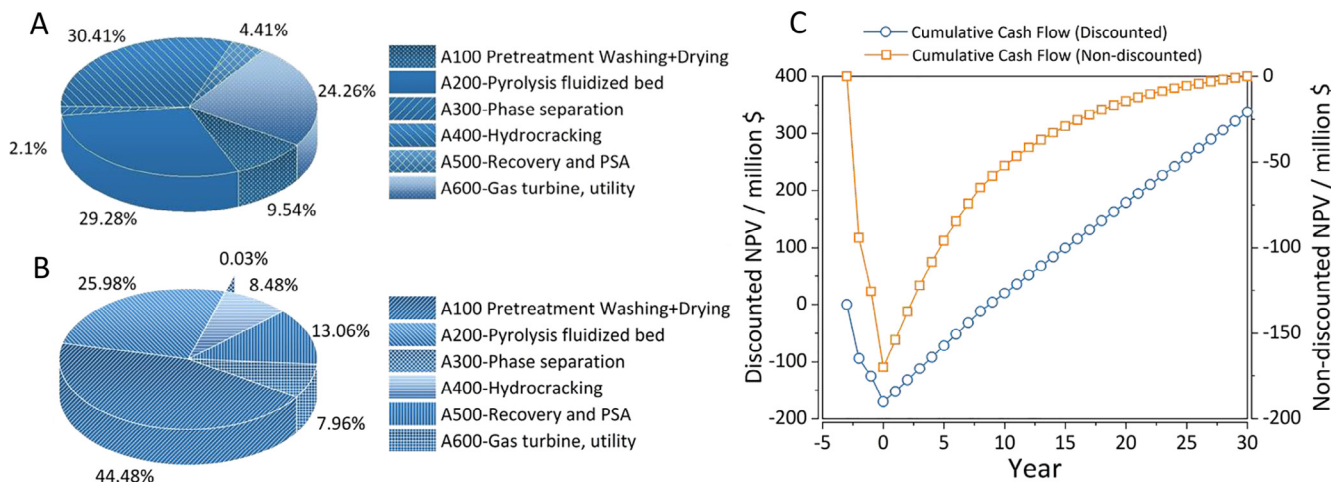 A
30.41%
4.41%
24.26%
2.1%
29.28%
9.54%
A100 Pretreatment Washing+Drying
A200-Pyrolysis fluidized bed
A300-Phase separation
A400-Hydrocracking
A500-Recovery and PSA
A600-Gas turbine, utility
B
25.98%
0.03%
8.48%
13.06%
7.96%
44.48%
A100 Pretreatment Washing+Drying
A200-Pyrolysis fluidized bed
A300-Phase separation
A400-Hydrocracking
A500-Recovery and PSA
A600-Gas turbine, utility
C
Cumulative Cash Flow (Discounted)
Cumulative Cash Flow (Non-discounted)
Discounted NPV / million $
400
300
200
100
0
-100
-200
-5
0
5
10
15
20
25
30
Year
0
-50
-100
-150
-200
Non-discounted NPV / million $